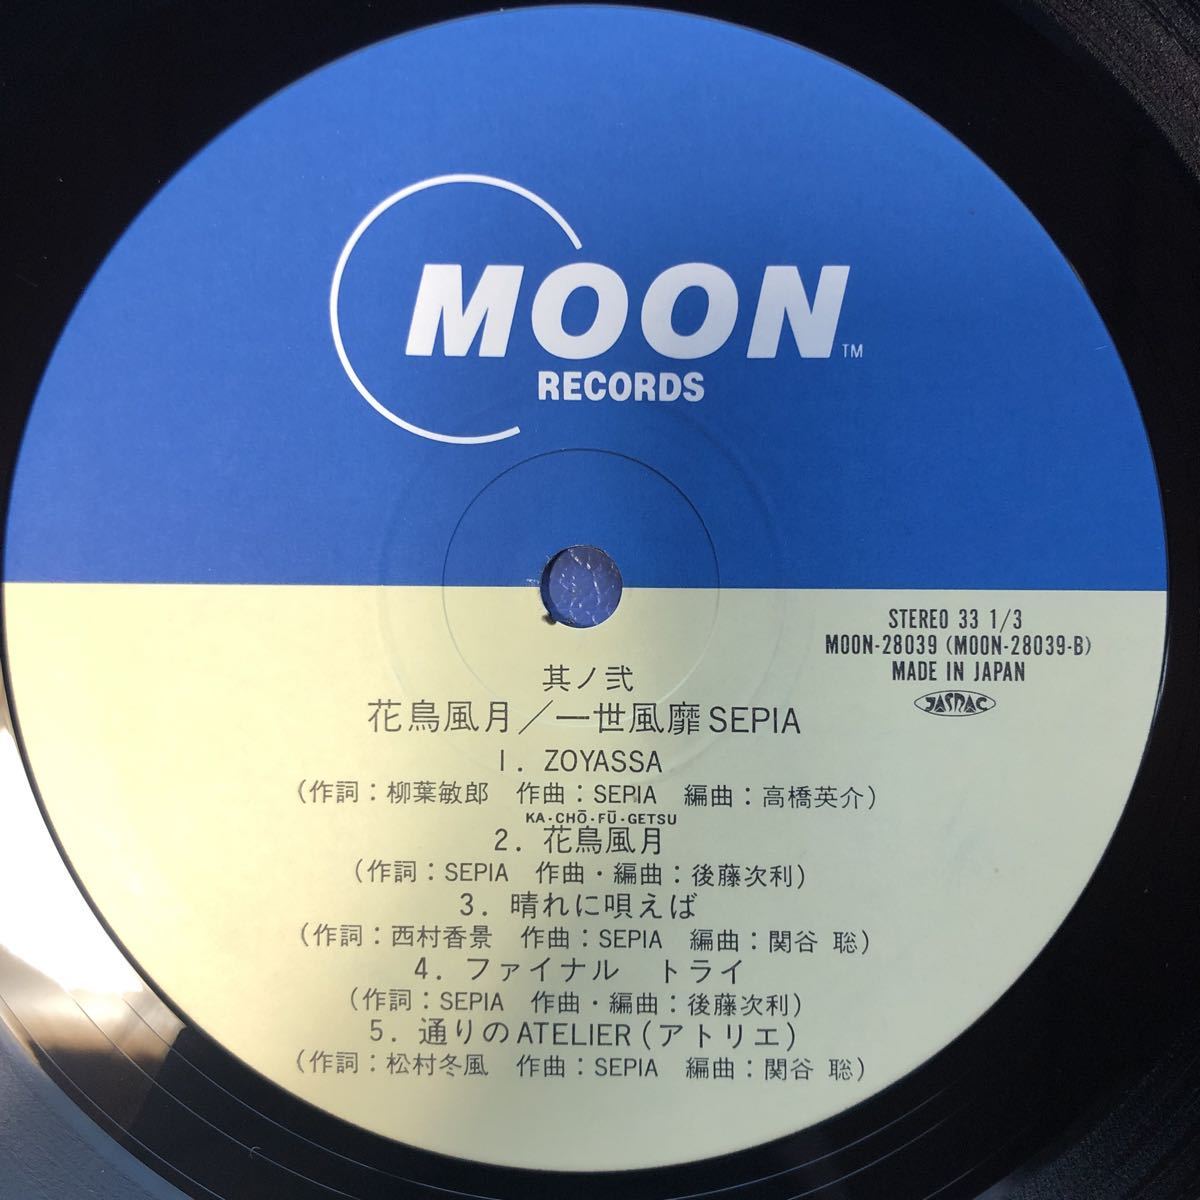 MOON TM
RECORDS
STEREO 33 1/3
MOON-28039 (MOON-28039-B)
MADE IN JAPAN
JASRAC
其ノ弐
花鳥風月／一世風靡SEPIA
1. ZOYASSA
(作詞：柳葉敏郎 作曲：SEPIA 編曲：高橋英介)
KA・CHŌ・FŪ・GETSU
2. 花鳥風月
(作詞：SEPIA 作曲・編曲：後藤次利)
3. 晴れに唄えば
(作詞：西村香景 作曲：SEPIA 編曲：関谷 聡)
4. ファイナル トライ
(作詞：SEPIA 作曲・編曲：後藤次利)
5. 通りのATELIER(アトリエ)
(作詞：松村冬風 作曲：SEPIA 編曲：関谷 聡)